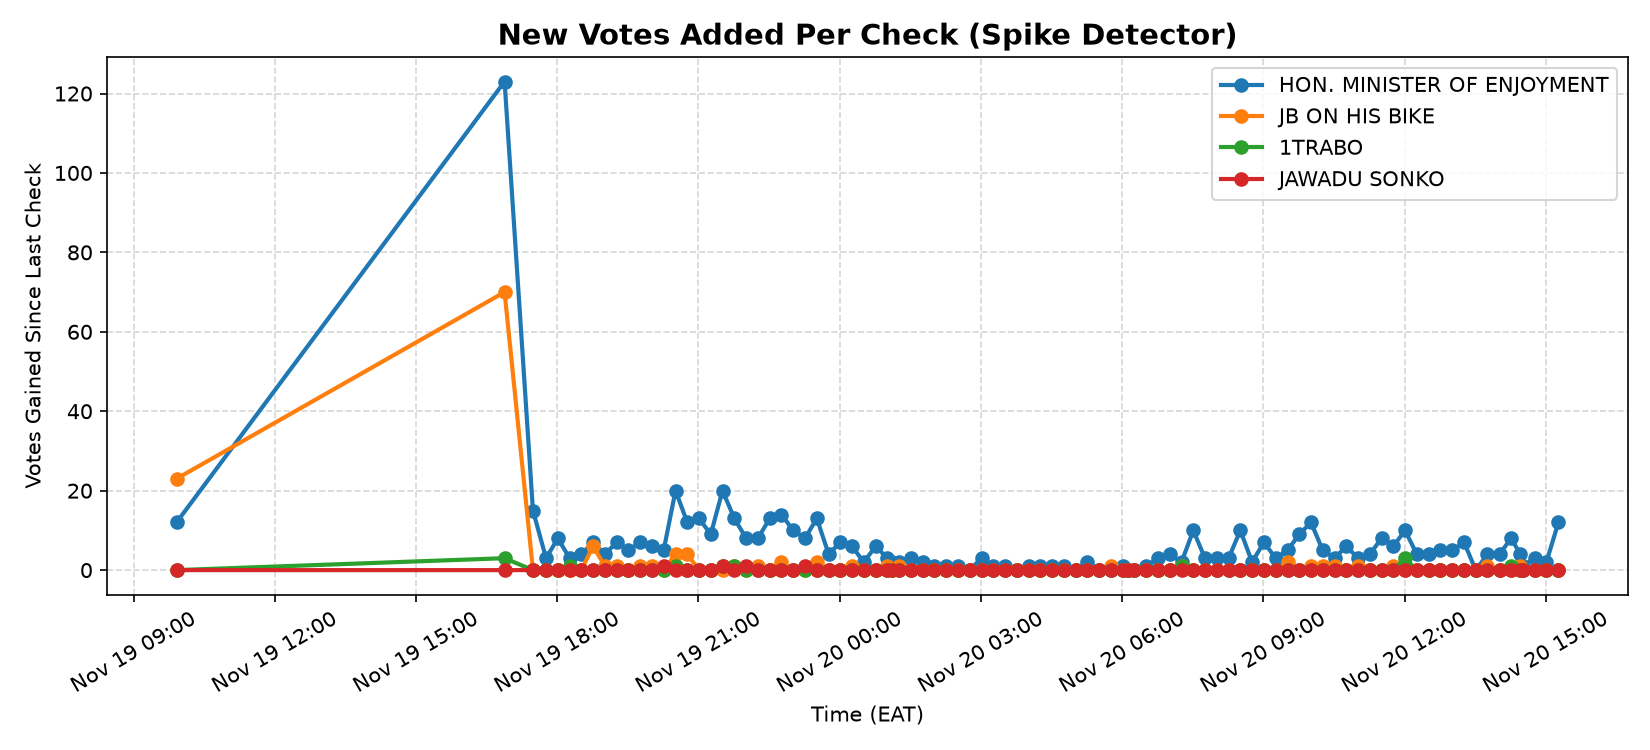 New Votes Added Per Check (Spike Detector)
HON. MINISTER OF ENJOYMENT
JB ON HIS BIKE
1TRABO
JAWADU SONKO
Votes Gained Since Last Check
120
100
80
60
40
20
0
Nov 19 09:00
Nov 19 12:00
Nov 19 15:00
Nov 19 18:00
Nov 19 21:00
Nov 20 00:00
Nov 20 03:00
Nov 20 06:00
Nov 20 09:00
Nov 20 12:00
Nov 20 15:00
Time (EAT)